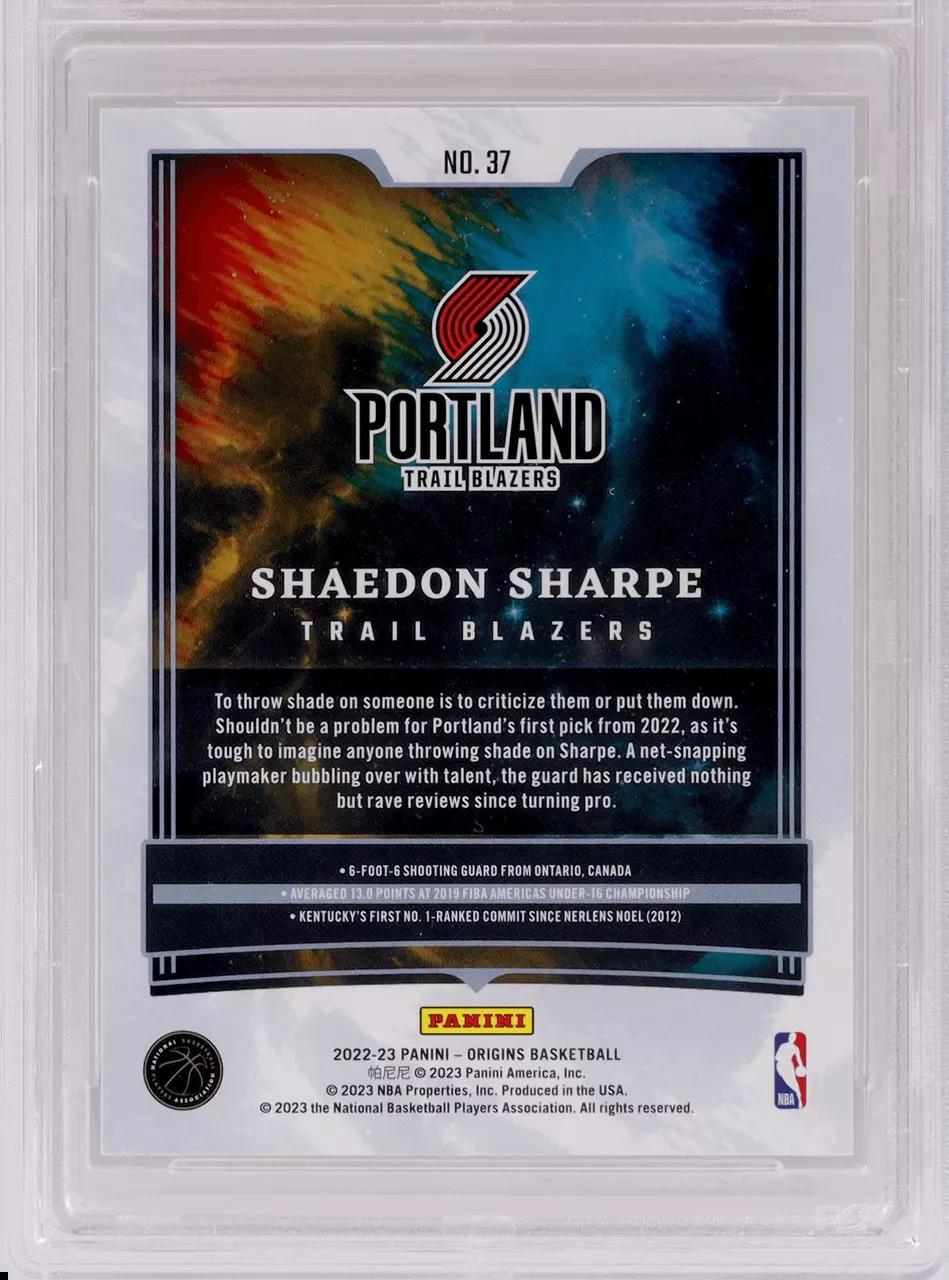 NO. 37
PORTLAND
TRAIL BLAZERS
SHAEDON SHARPE
TRAIL BLAZERS
To throw shade on someone is to criticize them or put them down.
Shouldn't be a problem for Portland's first pick from 2022, as it's
tough to imagine anyone throwing shade on Sharpe. A net-snapping
playmaker bubbling over with talent, the guard has received nothing
but rave reviews since turning pro.
• 6-FOOT-6 SHOOTING GUARD FROM ONTARIO, CANADA
• AVERAGED 13.0 POINTS AT 2019 FIBA AMERICAS UNDER-16 CHAMPIONSHIP
• KENTUCKY'S FIRST NO. 1-RANKED COMMIT SINCE NERLENS NOEL (2012)
PANINI
NATIONAL BASKETBALL
PLAYERS ASSOCIATION
2022-23 PANINI – ORIGINS BASKETBALL
帕尼尼 © 2023 Panini America, Inc.
© 2023 NBA Properties, Inc. Produced in the USA.
© 2023 the National Basketball Players Association. All rights reserved.
NBA